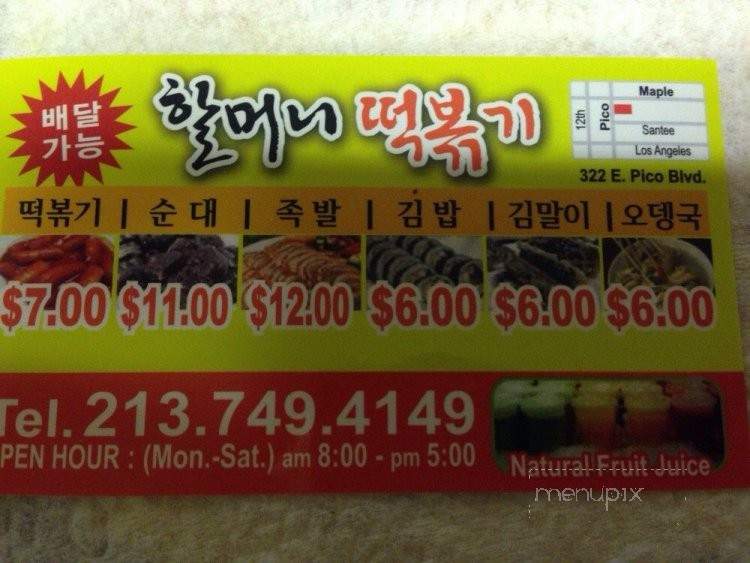 배달
가능
할머니 떡볶기
Maple
12th
Pico
Santee
Los Angeles
322 E. Pico Blvd.
떡볶기 | 순대 | 족발 | 김밥 | 김말이 | 오뎅국
$7.00 $11.00 $12.00 $6.00 $6.00 $6.00
Tel. 213.749.4149
PEN HOUR : (Mon.-Sat.) am 8:00 - pm 5:00
Natural Fruit Juice
menupix